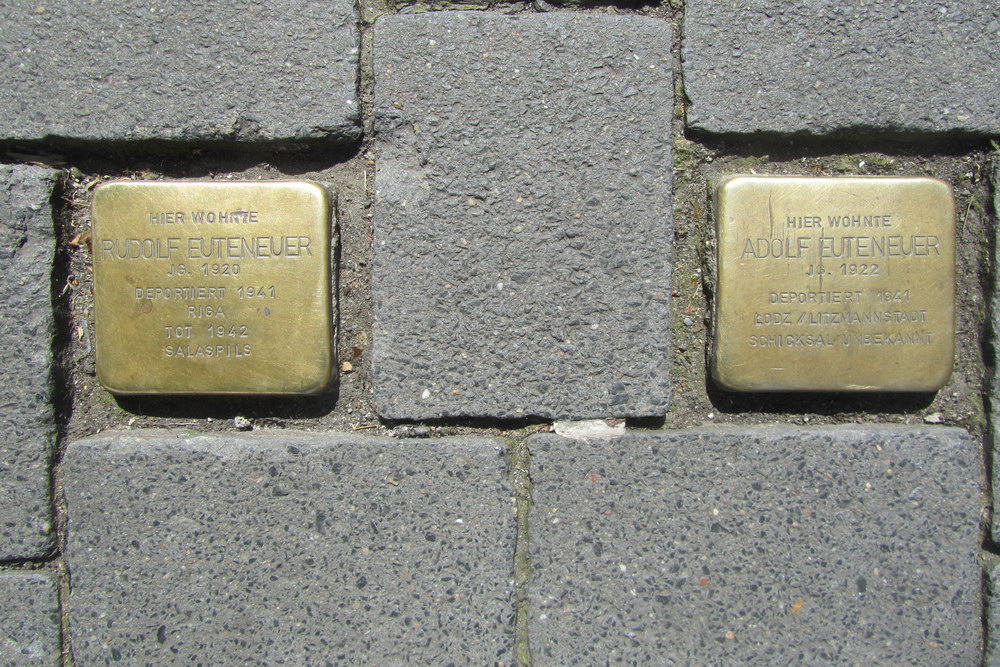 HIER WOHNTE
RUDOLF EUTENEUER
JG. 1920
DEPORTIERT 1941
RIGA
TOT 1942
SALASPILS
HIER WOHNTE
ADOLF EUTENEUER
JG. 1922
DEPORTIERT 1941
ŁODZ / LITZMANNSTADT
SCHICKSAL UNBEKANNT